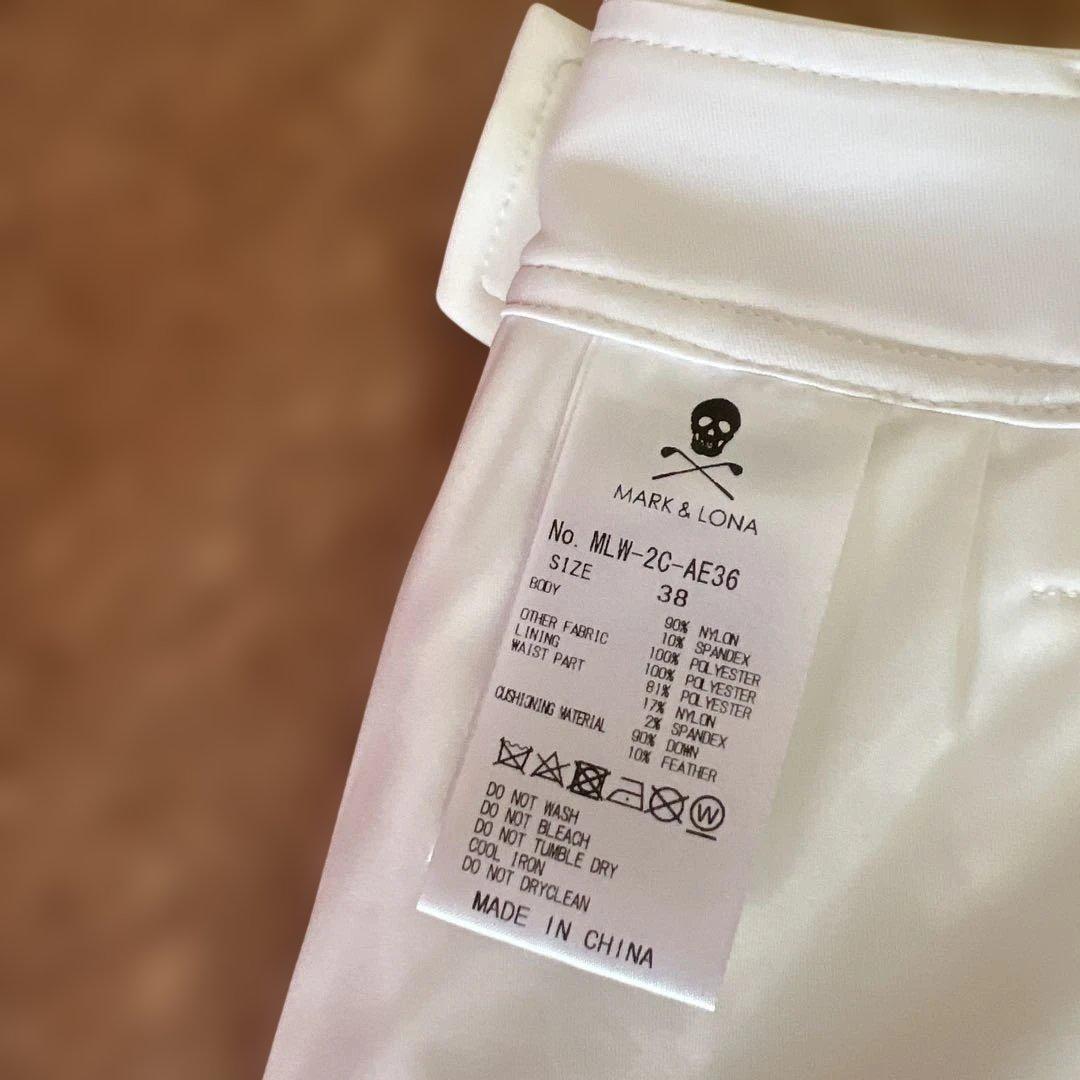 MARK & LONA
No. MLW-2C-AE36
SIZE 38
BODY 90% NYLON
10% SPANDEX
OTHER FABRIC 100% POLYESTER
LINING 100% POLYESTER
WAIST PART 81% POLYESTER
17% NYLON
2% SPANDEX
CUSHIONING MATERIAL 90% DOWN
10% FEATHER
W
DO NOT WASH
DO NOT BLEACH
DO NOT TUMBLE DRY
COOL IRON
DO NOT DRYCLEAN
MADE IN CHINA